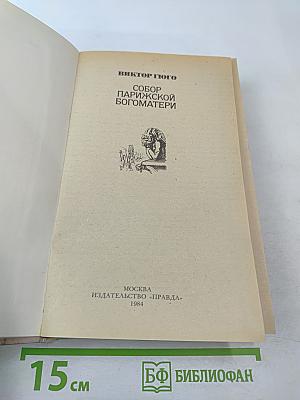 ВИКТОР ГЮГО
СОБОР
ПАРИЖСКОЙ
БОГОМАТЕРИ
МОСКВА
ИЗДАТЕЛЬСТВО «ПРАВДА»
1984
15 см
БФ БИБЛИОФАН